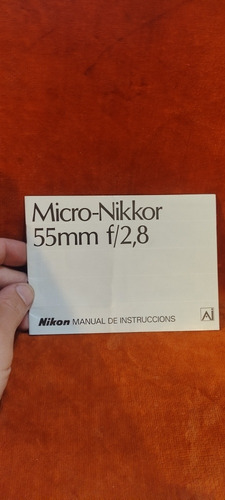 Micro-Nikkor
55mm f/2,8
Nikon MANUAL DE INSTRUCCIONS
AI